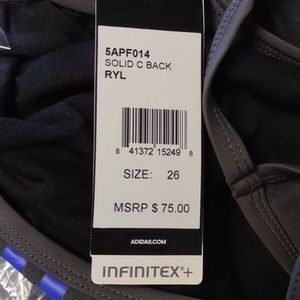 5APF014
SOLID C BACK
RYL
8 41372 15249 8
SIZE: 26
MSRP $ 75.00
ADIDAS.COM
INFINITEX®+